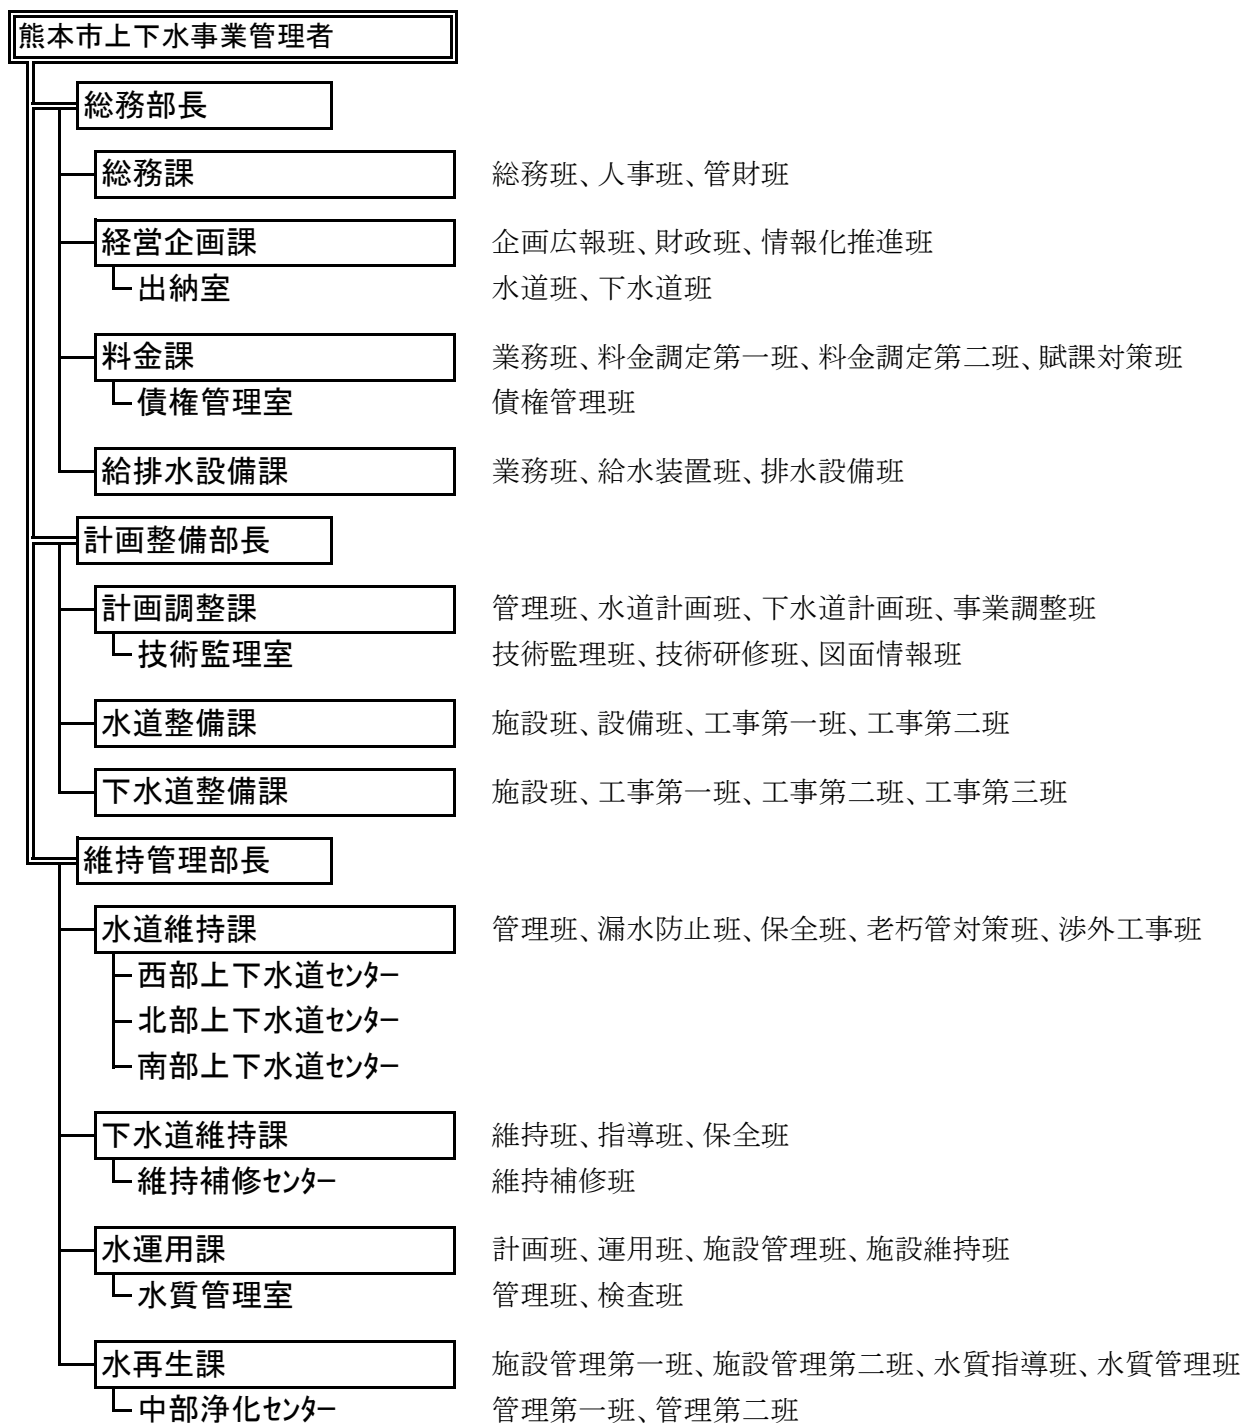 熊本市上下水事業管理者
総務部長
総務課 総務班、人事班、管財班
経営企画課 企画広報班、財政班、情報化推進班
出納室 水道班、下水道班
料金課 業務班、料金調定第一班、料金調定第二班、賦課対策班
債権管理室 債権管理班
給排水設備課 業務班、給水装置班、排水設備班
計画整備部長
計画調整課 管理班、水道計画班、下水道計画班、事業調整班
技術監理室 技術監理班、技術研修班、図面情報班
水道整備課 施設班、設備班、工事第一班、工事第二班
下水道整備課 施設班、工事第一班、工事第二班、工事第三班
維持管理部長
水道維持課 管理班、漏水防止班、保全班、老朽管対策班、渉外工事班
西部上下水道ｾﾝﾀｰ
北部上下水道ｾﾝﾀｰ
南部上下水道ｾﾝﾀｰ
下水道維持課 維持班、指導班、保全班
維持補修ｾﾝﾀｰ 維持補修班
水運用課 計画班、運用班、施設管理班、施設維持班
水質管理室 管理班、検査班
水再生課 施設管理第一班、施設管理第二班、水質指導班、水質管理班
中部浄化ｾﾝﾀｰ 管理第一班、管理第二班